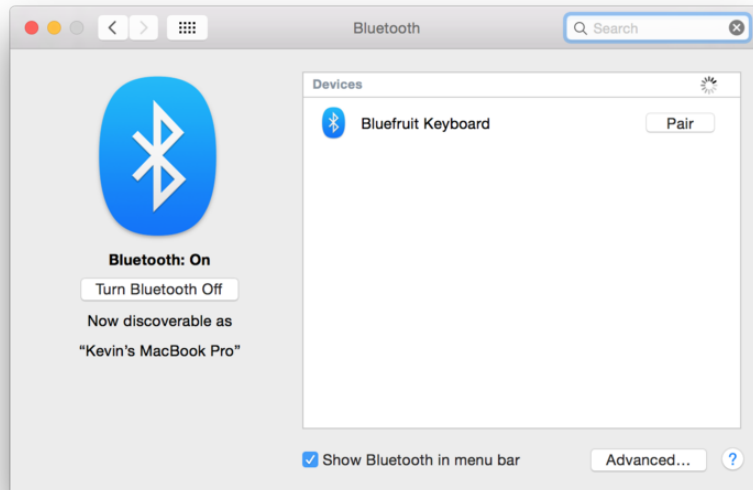 Bluetooth
Search
Devices
Bluefruit Keyboard
Pair
Bluetooth: On
Turn Bluetooth Off
Now discoverable as
“Kevin’s MacBook Pro”
Show Bluetooth in menu bar
Advanced...
?